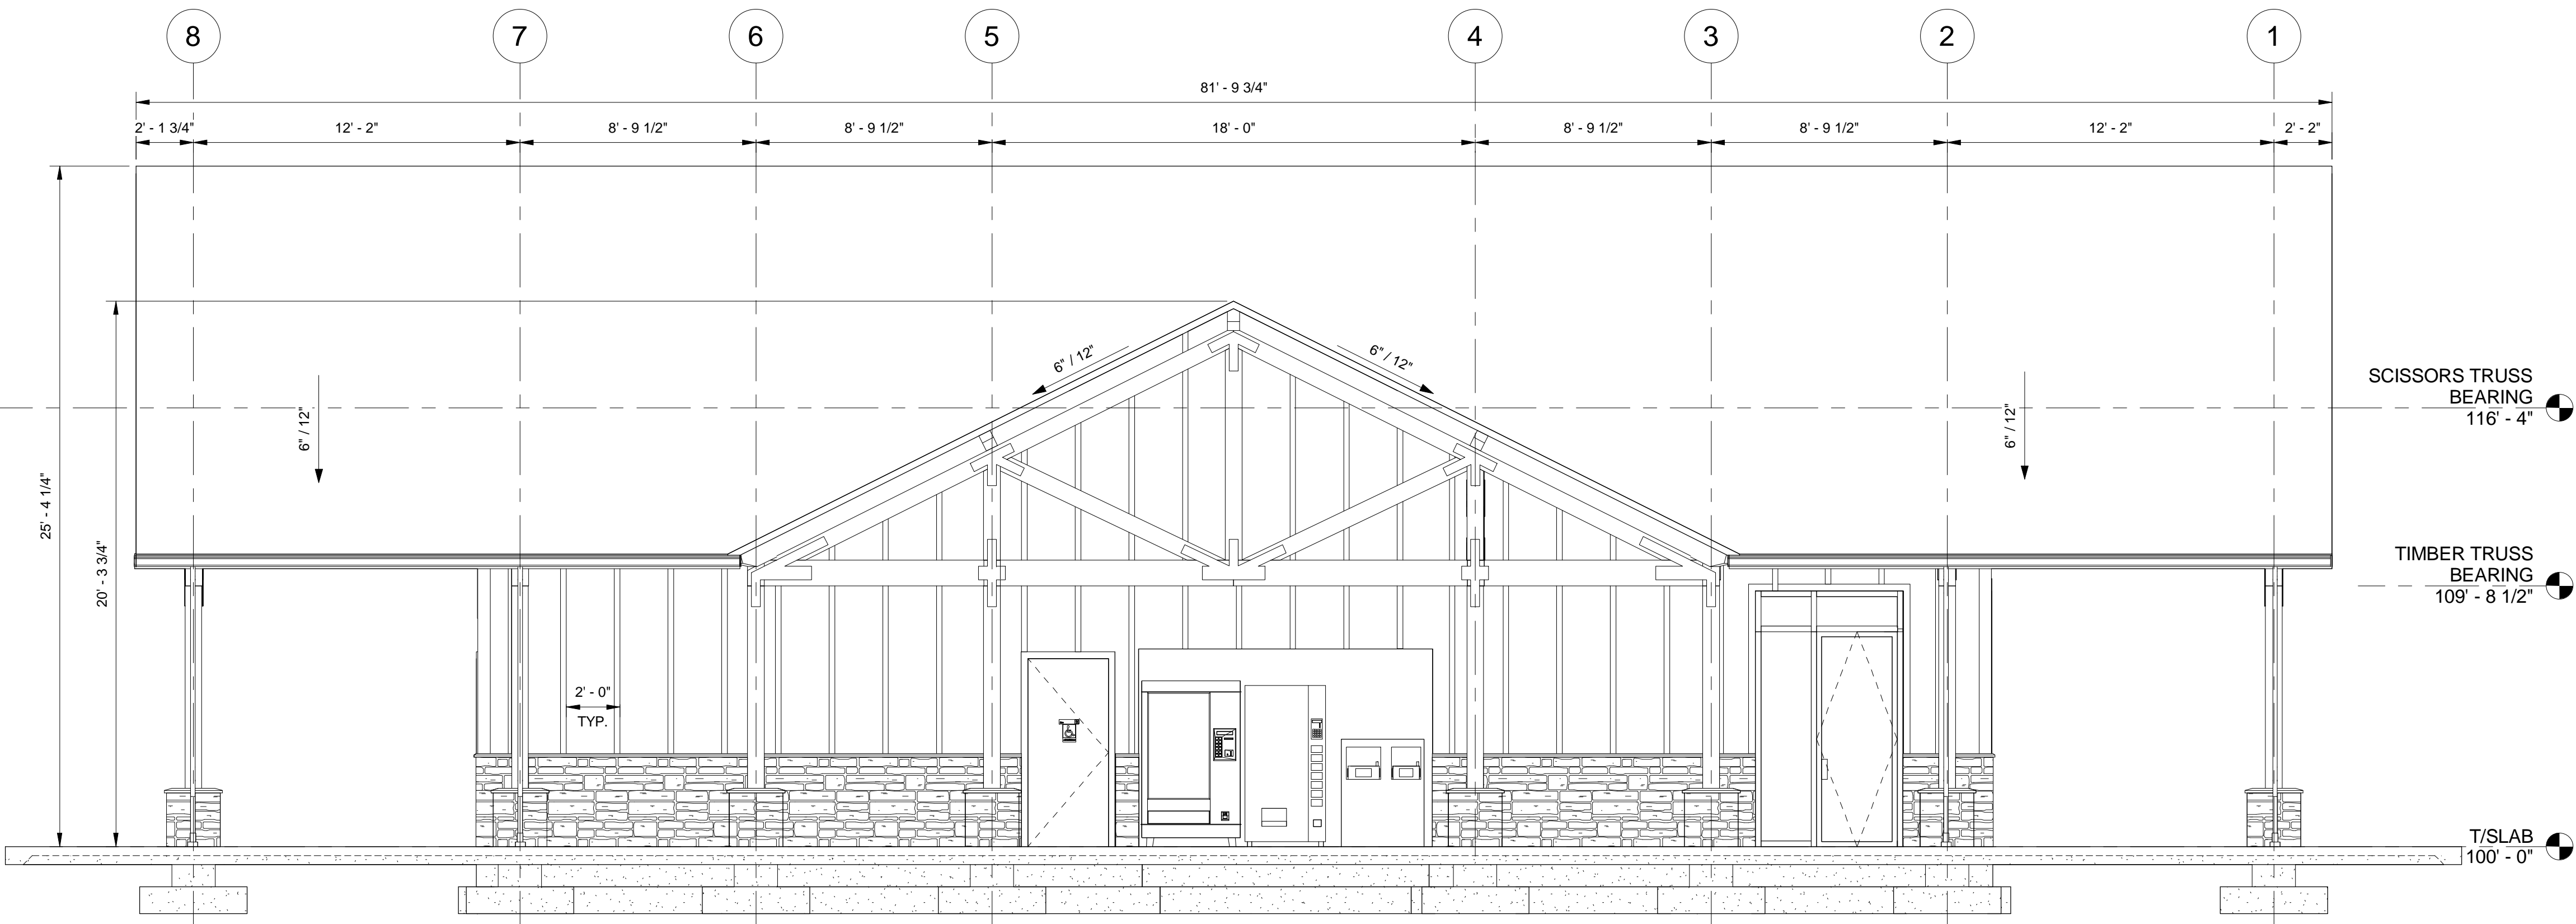 8 7 6 5 4 3 2 1
81' - 9 3/4"
2' - 1 3/4" 12' - 2" 8' - 9 1/2" 8' - 9 1/2" 18' - 0" 8' - 9 1/2" 8' - 9 1/2" 12' - 2" 2' - 2"
25' - 4 1/4"
20' - 3 3/4"
6" / 12"
6" / 12"
6" / 12"
6" / 12"
SCISSORS TRUSS
BEARING
116' - 4"
TIMBER TRUSS
BEARING
109' - 8 1/2"
2' - 0"
TYP.
T/SLAB
100' - 0"